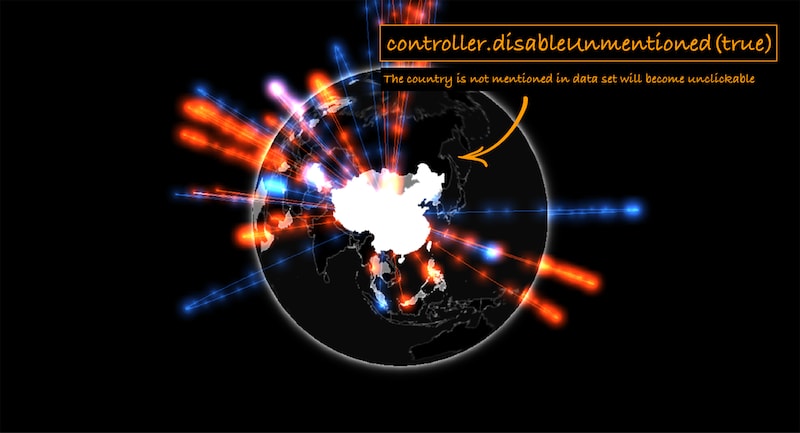 controller.disableUnmentioned(true)
The country is not mentioned in data set will become unclickable